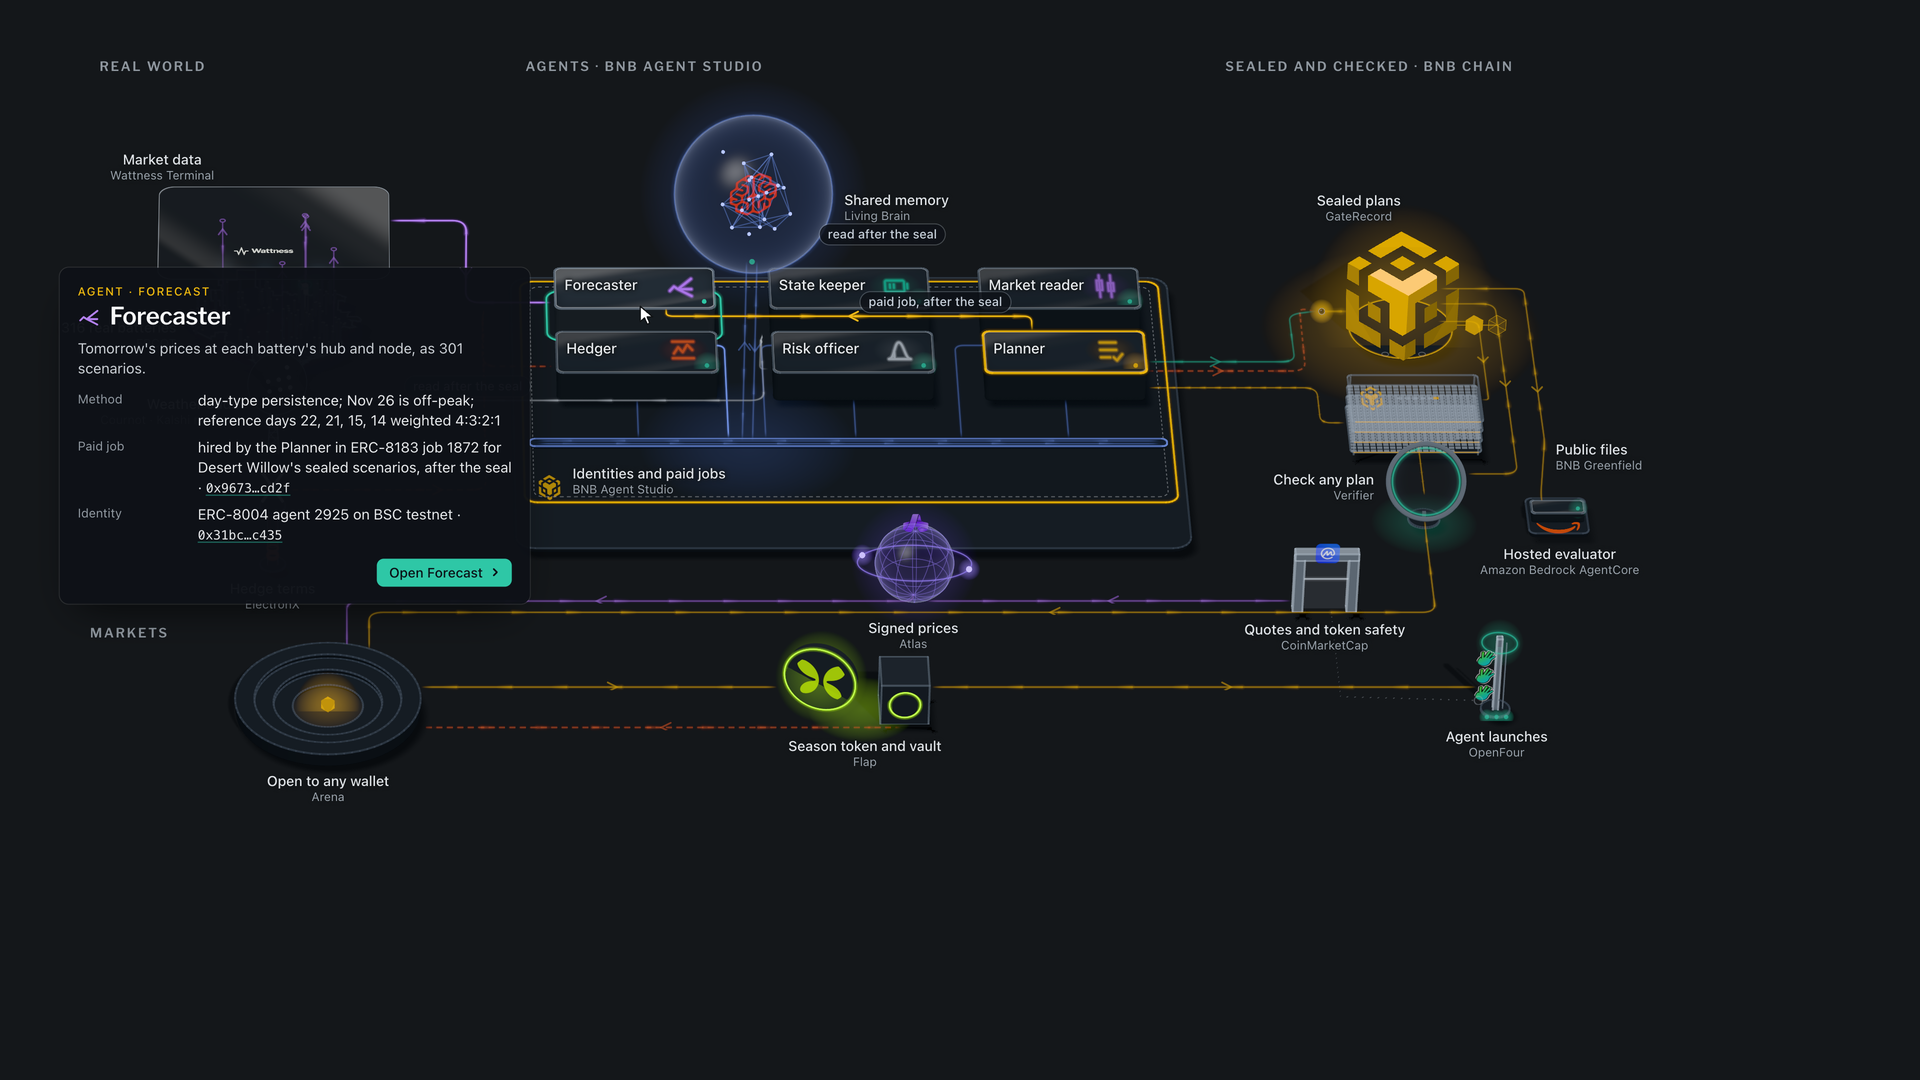 REAL WORLD
AGENTS · BNB AGENT STUDIO
SEALED AND CHECKED · BNB CHAIN
Market data
Wattness Terminal
Wattness
Shared memory
Living Brain
read after the seal
Sealed plans
GateRecord
AGENT · FORECAST
Forecaster
Tomorrow's prices at each battery's hub and node, as 301
scenarios.
Method
day-type persistence; Nov 26 is off-peak;
reference days 22, 21, 15, 14 weighted 4:3:2:1
Paid job
hired by the Planner in ERC-8183 job 1872 for
Desert Willow's sealed scenarios, after the seal
· 0x9673…cd2f
Identity
ERC-8004 agent 2925 on BSC testnet ·
0x31bc…c435
Open Forecast
Forecaster
State keeper
Market reader
paid job, after the seal
Hedger
Risk officer
Planner
Identities and paid jobs
BNB Agent Studio
Check any plan
Verifier
Public files
BNB Greenfield
Hosted evaluator
Amazon Bedrock AgentCore
Hedge terms
ElectronX
MARKETS
Signed prices
Atlas
Quotes and token safety
CoinMarketCap
Season token and vault
Flap
Agent launches
OpenFour
Open to any wallet
Arena